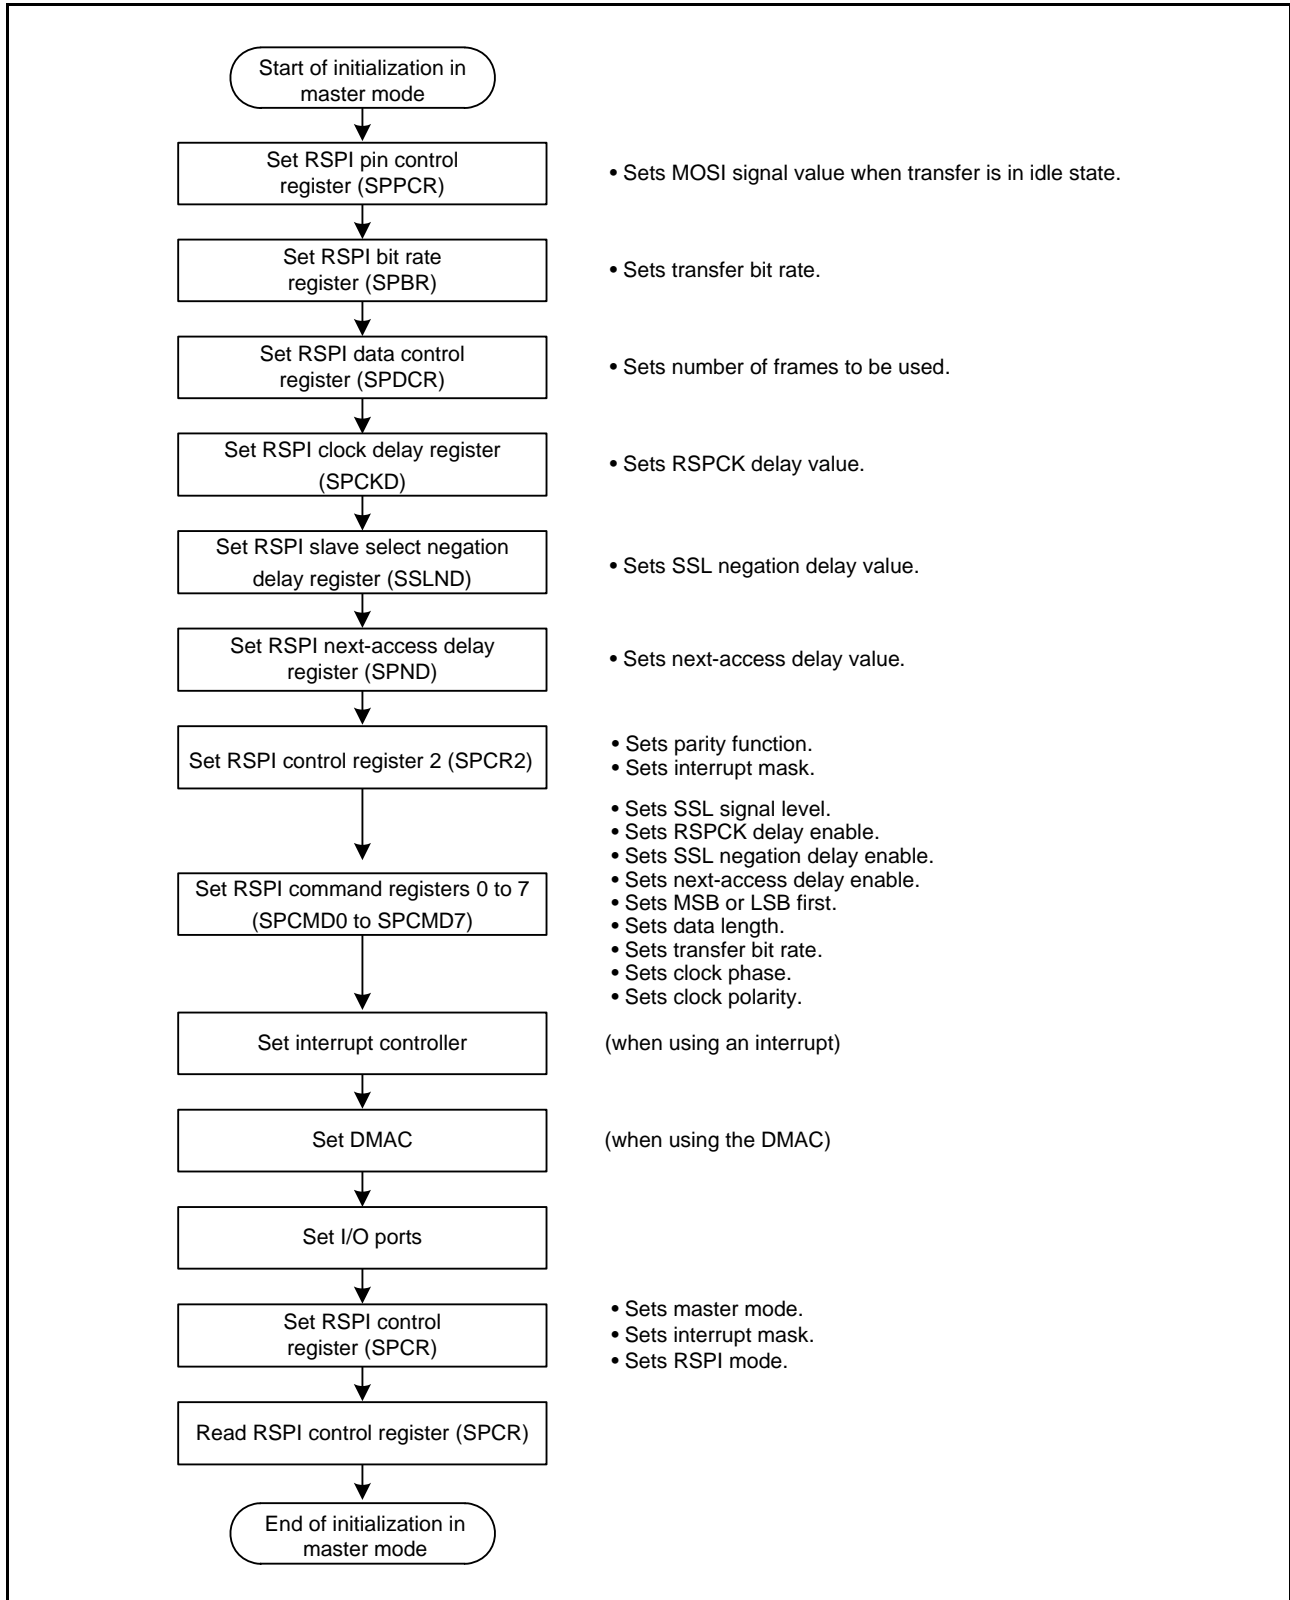 Start of initialization in
master mode
Set RSPI pin control
register (SPPCR)
• Sets MOSI signal value when transfer is in idle state.
Set RSPI bit rate
register (SPBR)
• Sets transfer bit rate.
Set RSPI data control
register (SPDCR)
• Sets number of frames to be used.
Set RSPI clock delay register
(SPCKD)
• Sets RSPCK delay value.
Set RSPI slave select negation
delay register (SSLND)
• Sets SSL negation delay value.
Set RSPI next-access delay
register (SPND)
• Sets next-access delay value.
Set RSPI control register 2 (SPCR2)
• Sets parity function.
• Sets interrupt mask.
Set RSPI command registers 0 to 7
(SPCMD0 to SPCMD7)
• Sets SSL signal level.
• Sets RSPCK delay enable.
• Sets SSL negation delay enable.
• Sets next-access delay enable.
• Sets MSB or LSB first.
• Sets data length.
• Sets transfer bit rate.
• Sets clock phase.
• Sets clock polarity.
Set interrupt controller
(when using an interrupt)
Set DMAC
(when using the DMAC)
Set I/O ports
Set RSPI control
register (SPCR)
• Sets master mode.
• Sets interrupt mask.
• Sets RSPI mode.
Read RSPI control register (SPCR)
End of initialization in
master mode